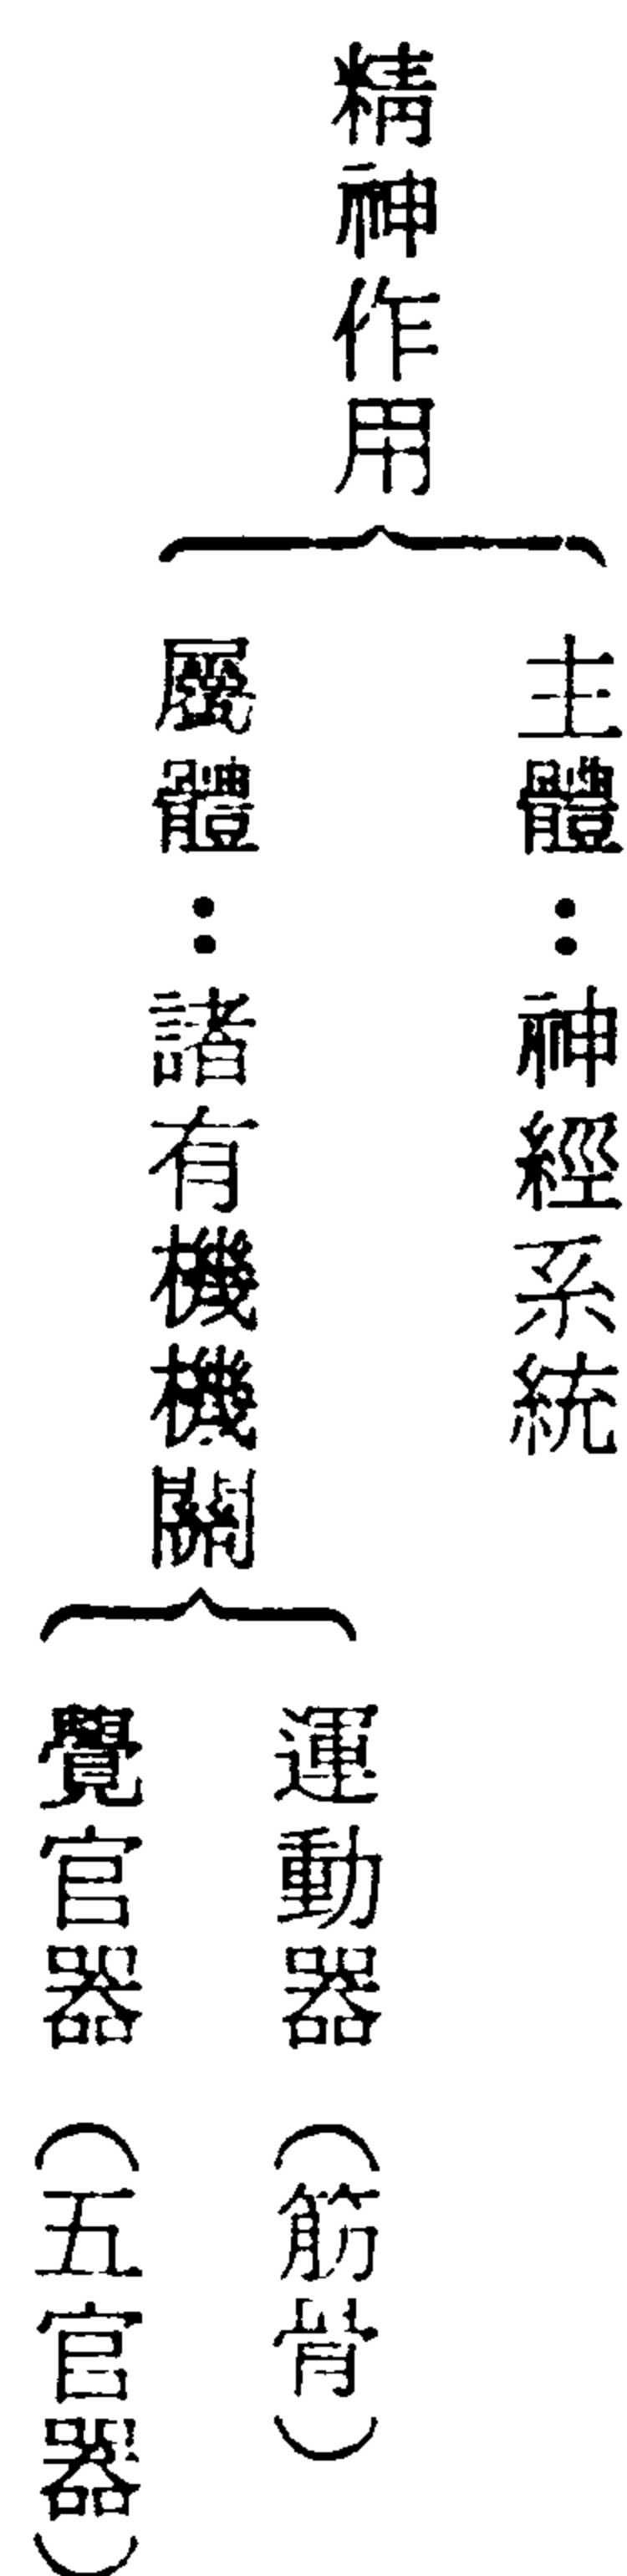 精神作用
主體：神經系統
屬體：諸有機機關
運動器（筋骨）
覺官器（五官器）